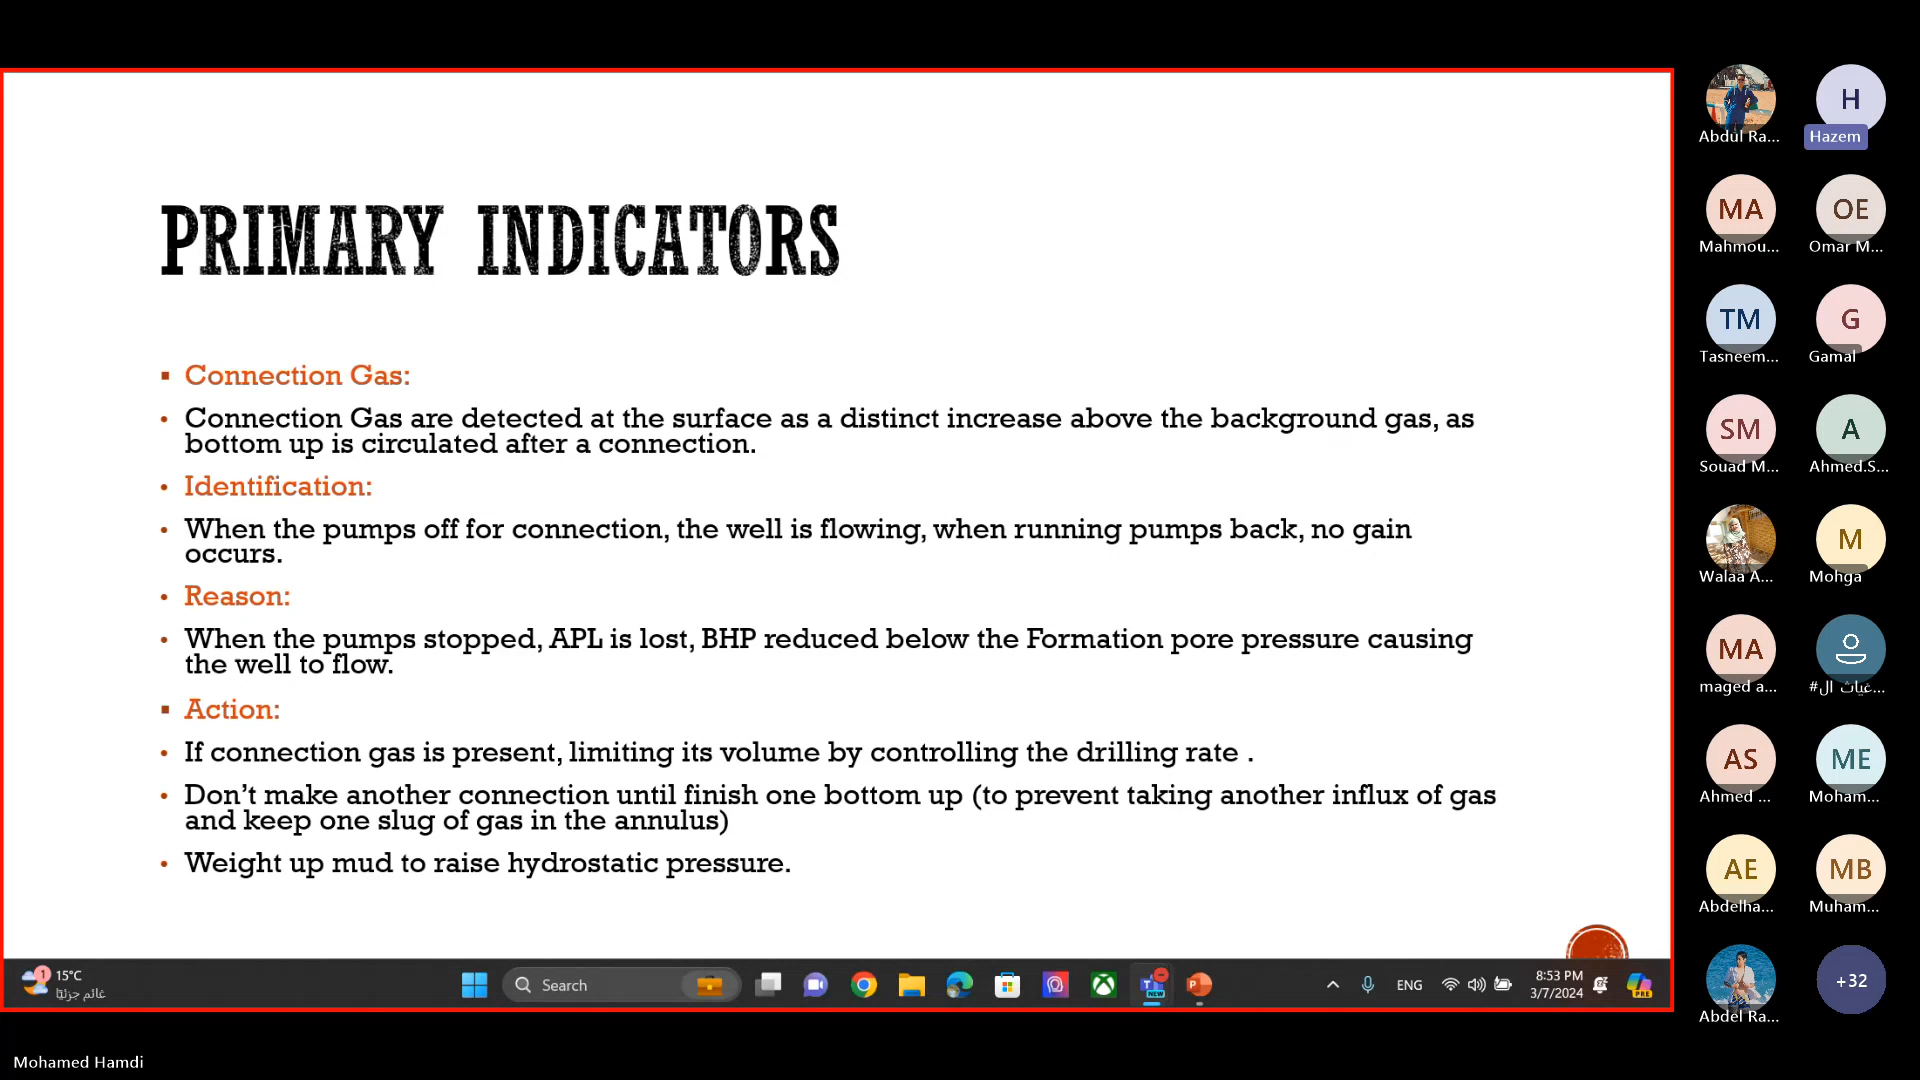 PRIMARY INDICATORS
Connection Gas:
Connection Gas are detected at the surface as a distinct increase above the background gas, as
bottom up is circulated after a connection.
Identification:
When the pumps off for connection, the well is flowing, when running pumps back, no gain
occurs.
Reason:
When the pumps stopped, APL is lost, BHP reduced below the Formation pore pressure causing
the well to flow.
Action:
If connection gas is present, limiting its volume by controlling the drilling rate .
Don’t make another connection until finish one bottom up (to prevent taking another influx of gas
and keep one slug of gas in the annulus)
Weight up mud to raise hydrostatic pressure.
1
15°C
غائم جزئيًا
Search
NEW
ENG
8:53 PM
3/7/2024
PRE
Mohamed Hamdi
Abdul Ra...
H
Hazem
MA
Mahmou...
OE
Omar M...
TM
Tasneem...
G
Gamal
SM
Souad M...
A
Ahmed.S...
Walaa A...
M
Mohga
MA
maged a...
#غياث ال...
AS
Ahmed ...
ME
Moham...
AE
Abdelha...
MB
Muham...
Abdel Ra...
+32